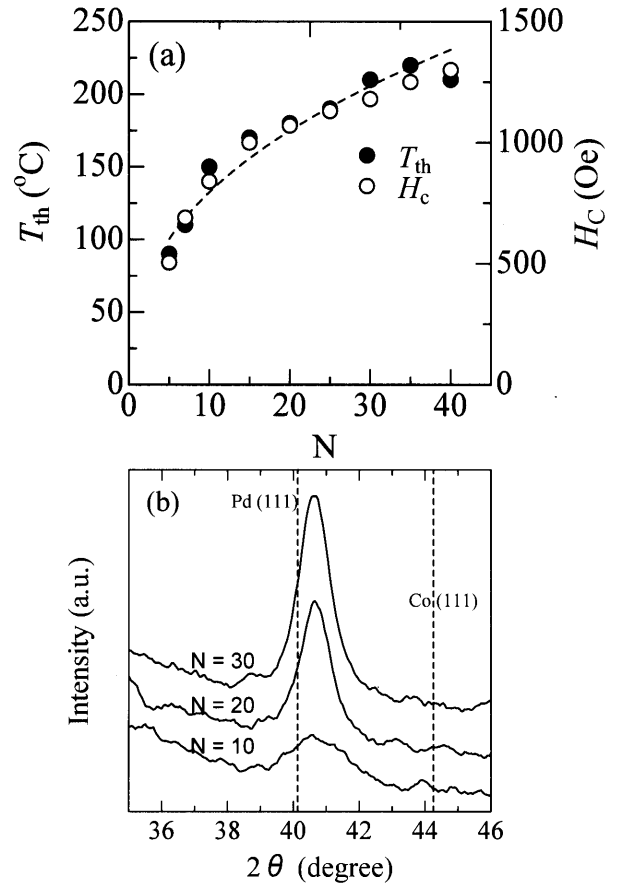 (a)
250
200
150
100
50
0
T_th (°C)
1500
1000
500
0
H_C (Oe)
T_th
H_c
0 10 20 30 40
N
(b)
Pd (111)
Co (111)
N = 30
N = 20
N = 10
Intensity (a.u.)
36 38 40 42 44 46
2 θ (degree)